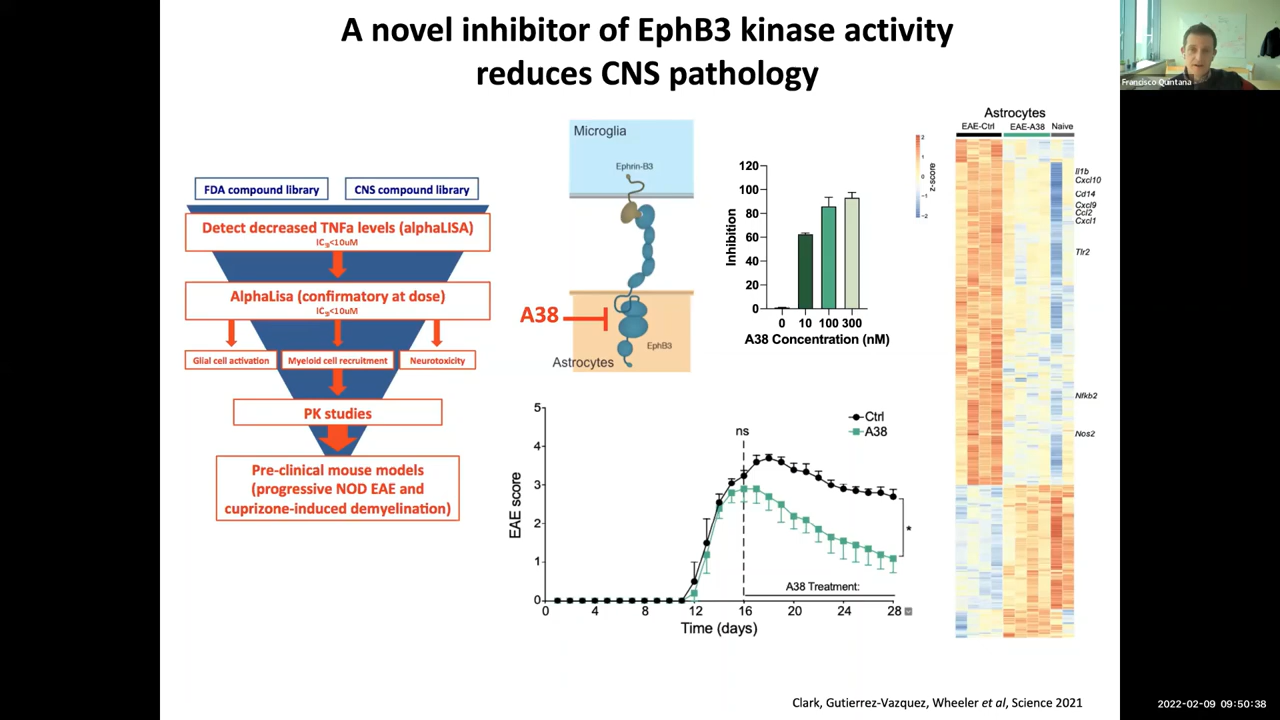 A novel inhibitor of EphB3 kinase activity
reduces CNS pathology
Francisco Quintana
FDA compound library
CNS compound library
Detect decreased TNFa levels (alphaLISA)
IC₅₀<10uM
AlphaLisa (confirmatory at dose)
IC₅₀<10uM
Glial cell activation
Myeloid cell recruitment
Neurotoxicity
PK studies
Pre-clinical mouse models
(progressive NOD EAE and
cuprizone-induced demyelination)
Microglia
Ephrin-B3
A38
EphB3
Astrocytes
Inhibition
120
100
80
60
40
20
0
0 10 100 300
A38 Concentration (nM)
EAE score
5
4
3
2
1
0
ns
Ctrl
A38
*
A38 Treatment:
0 4 8 12 16 20 24 28
Time (days)
Astrocytes
EAE-Ctrl EAE-A38 Naive
2
1
0
−1
−2
z-score
Il1b
Cxcl10
Cd14
Cxcl9
Ccl2
Cxcl1
Tlr2
Nfkb2
Nos2
Clark, Gutierrez-Vazquez, Wheeler et al, Science 2021
2022-02-09 09:50:38